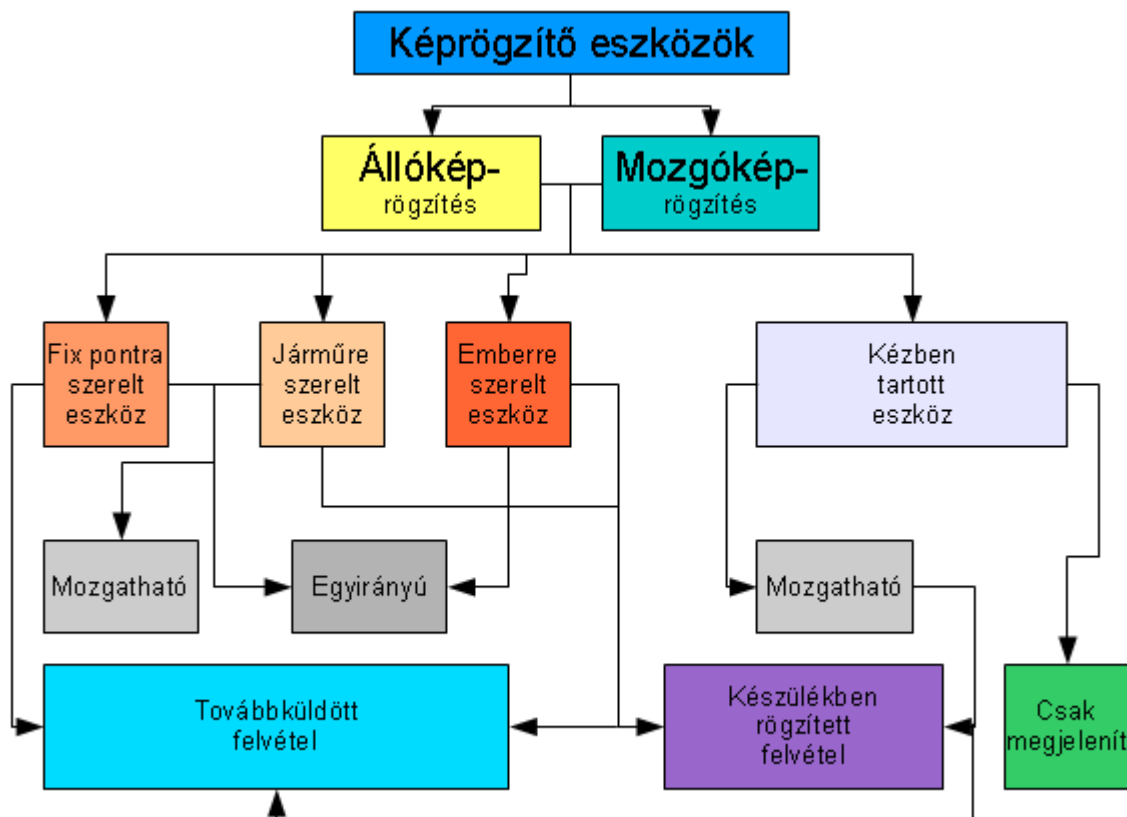 Képrögzítő eszközök
Állókép-
rögzítés
Mozgókép-
rögzítés
Fix pontra
szerelt
eszköz
Járműre
szerelt
eszköz
Emberre
szerelt
eszköz
Kézben
tartott
eszköz
Mozgatható
Egyirányú
Mozgatható
Továbbküldött
felvétel
Készülékben
rögzített
felvétel
Csak
megjelenít